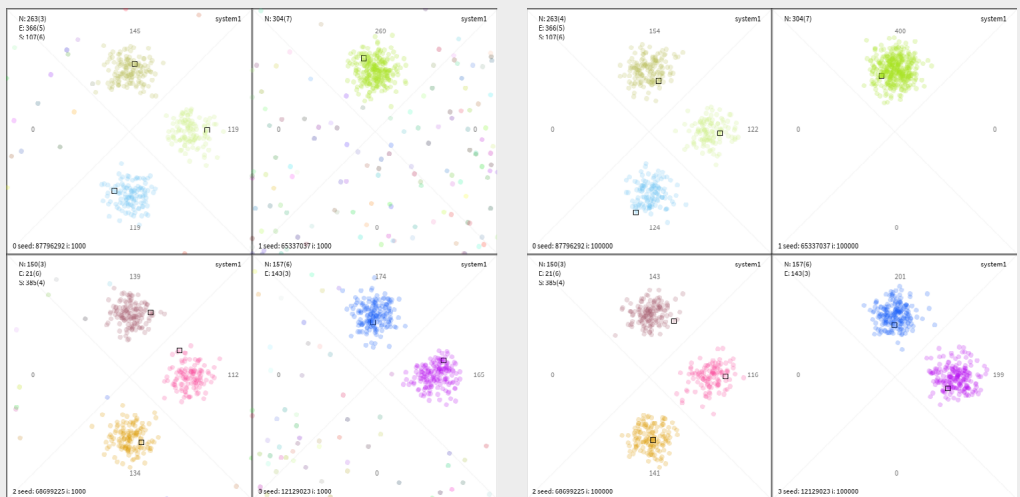 N: 263(3) system1
E: 366(5)
S: 107(6)
145
0 119
119
0 seed: 87796292 i: 1000
N: 304(7) system1
269
0 0
0
1 seed: 65337037 i: 1000
N: 150(3) system1
E: 21(6)
S: 385(4)
139
0 112
134
2 seed: 68699225 i: 1000
N: 157(6) system1
E: 143(3)
174
0 165
0
3 seed: 12129023 i: 1000
N: 263(4) system1
E: 366(5)
S: 107(6)
154
0 122
124
0 seed: 87796292 i: 100000
N: 304(7) system1
400
0 0
0
1 seed: 65337037 i: 100000
N: 150(3) system1
E: 21(6)
S: 385(4)
143
0 116
141
2 seed: 68699225 i: 100000
N: 157(6) system1
E: 143(3)
201
0 199
0
3 seed: 12129023 i: 100000